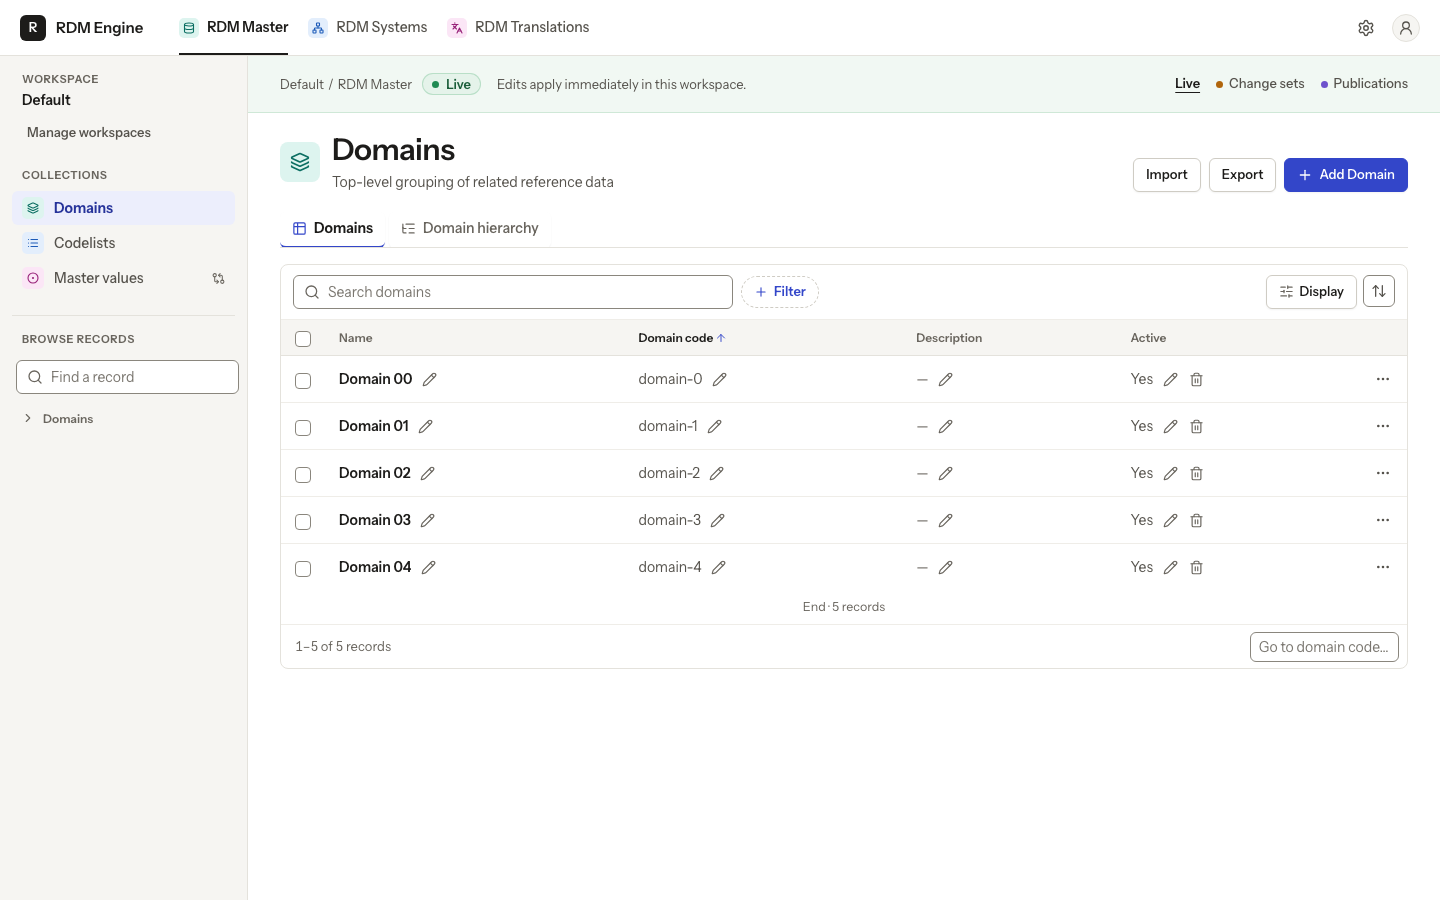 R RDM Engine RDM Master RDM Systems RDM Translations
WORKSPACE
Default
Manage workspaces
COLLECTIONS
Domains
Codelists
Master values
BROWSE RECORDS
Find a record
Domains
Default / RDM Master Live Edits apply immediately in this workspace. Live Change sets Publications
Domains
Top-level grouping of related reference data
Import Export Add Domain
Domains Domain hierarchy
Search domains Filter Display
Name Domain code Description Active
Domain 00 domain-0 — Yes
Domain 01 domain-1 — Yes
Domain 02 domain-2 — Yes
Domain 03 domain-3 — Yes
Domain 04 domain-4 — Yes
End · 5 records
1–5 of 5 records Go to domain code...